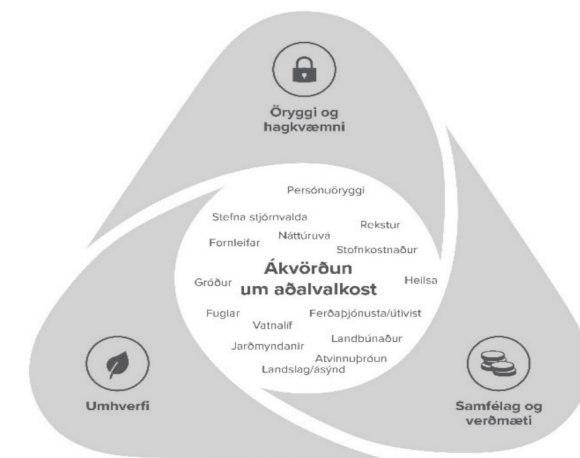 Öryggi og
hagkvæmni
Persónuöryggi
Stefna stjórnvalda
Rekstur
Náttúruvá
Fornleifar
Stofnkostnaður
Ákvörðun
um aðalvalkost
Gróður
Heilsa
Fuglar
Ferðaþjónusta/útivist
Vatnalíf
Landbúnaður
Jarðmyndanir
Atvinnuþróun
Landslag/ásýnd
Umhverfi
Samfélag og
verðmæti